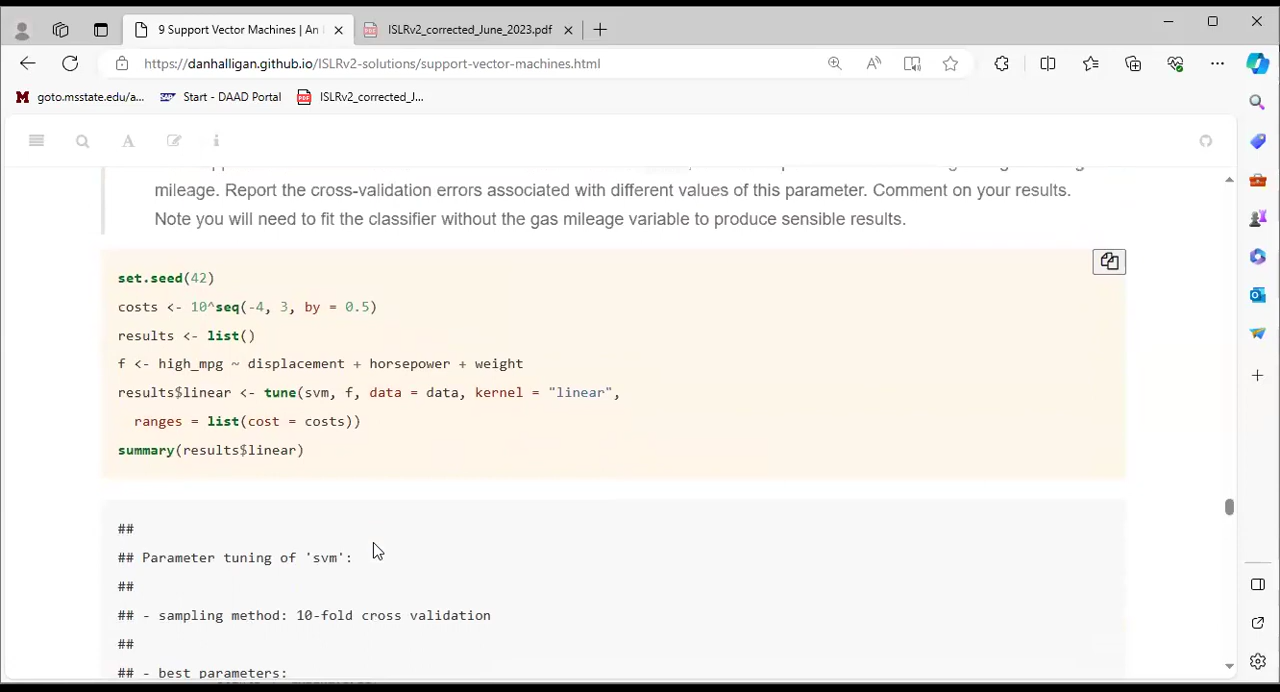 9 Support Vector Machines | An I
ISLRv2_corrected_June_2023.pdf
https://danhalligan.github.io/ISLRv2-solutions/support-vector-machines.html
goto.msstate.edu/a...
Start - DAAD Portal
ISLRv2_corrected_J...
mileage. Report the cross-validation errors associated with different values of this parameter. Comment on your results.
Note you will need to fit the classifier without the gas mileage variable to produce sensible results.
set.seed(42)
costs <- 10^seq(-4, 3, by = 0.5)
results <- list()
f <- high_mpg ~ displacement + horsepower + weight
results$linear <- tune(svm, f, data = data, kernel = "linear",
ranges = list(cost = costs))
summary(results$linear)
##
## Parameter tuning of 'svm':
##
## - sampling method: 10-fold cross validation
##
## - best parameters: